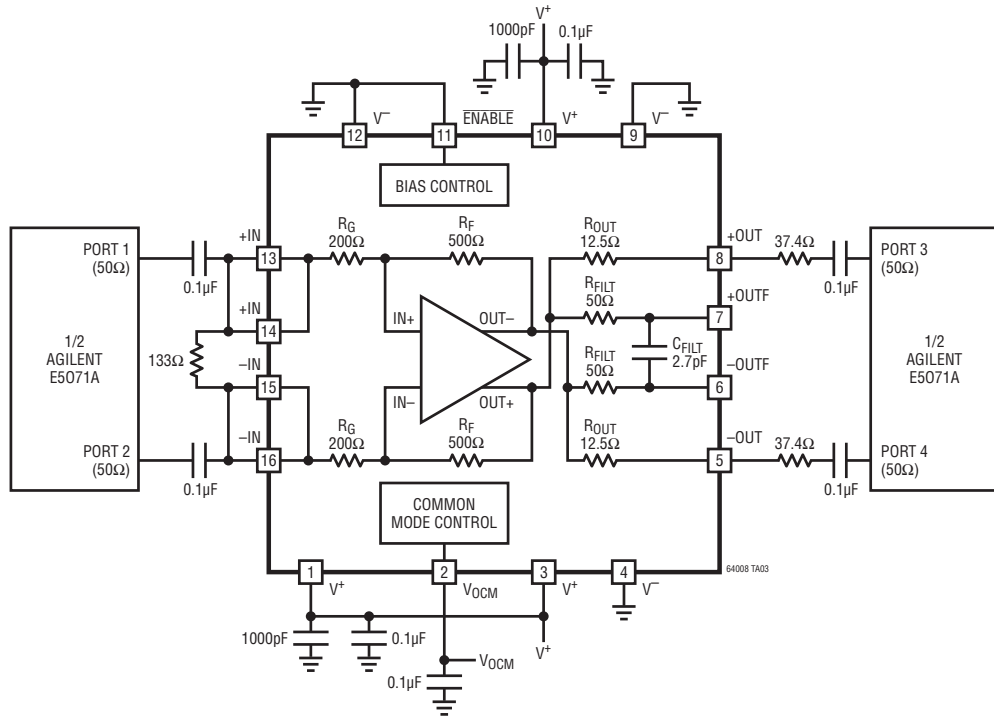 V+
1000pF
0.1µF
V–
ENABLE
V+
V–
12
11
10
9
BIAS CONTROL
PORT 1
(50Ω)
0.1µF
+IN
13
RG
200Ω
RF
500Ω
ROUT
12.5Ω
+OUT
8
37.4Ω
0.1µF
PORT 3
(50Ω)
+IN
14
IN+
OUT–
RFILT
50Ω
+OUTF
7
CFILT
2.7pF
1/2
AGILENT
E5071A
133Ω
–IN
15
IN–
OUT+
RFILT
50Ω
6
–OUTF
1/2
AGILENT
E5071A
PORT 2
(50Ω)
0.1µF
–IN
16
RG
200Ω
RF
500Ω
ROUT
12.5Ω
–OUT
5
37.4Ω
0.1µF
PORT 4
(50Ω)
COMMON
MODE CONTROL
1
2
3
4
64008 TA03
V+
VOCM
V+
V–
1000pF
0.1µF
V+
VOCM
0.1µF